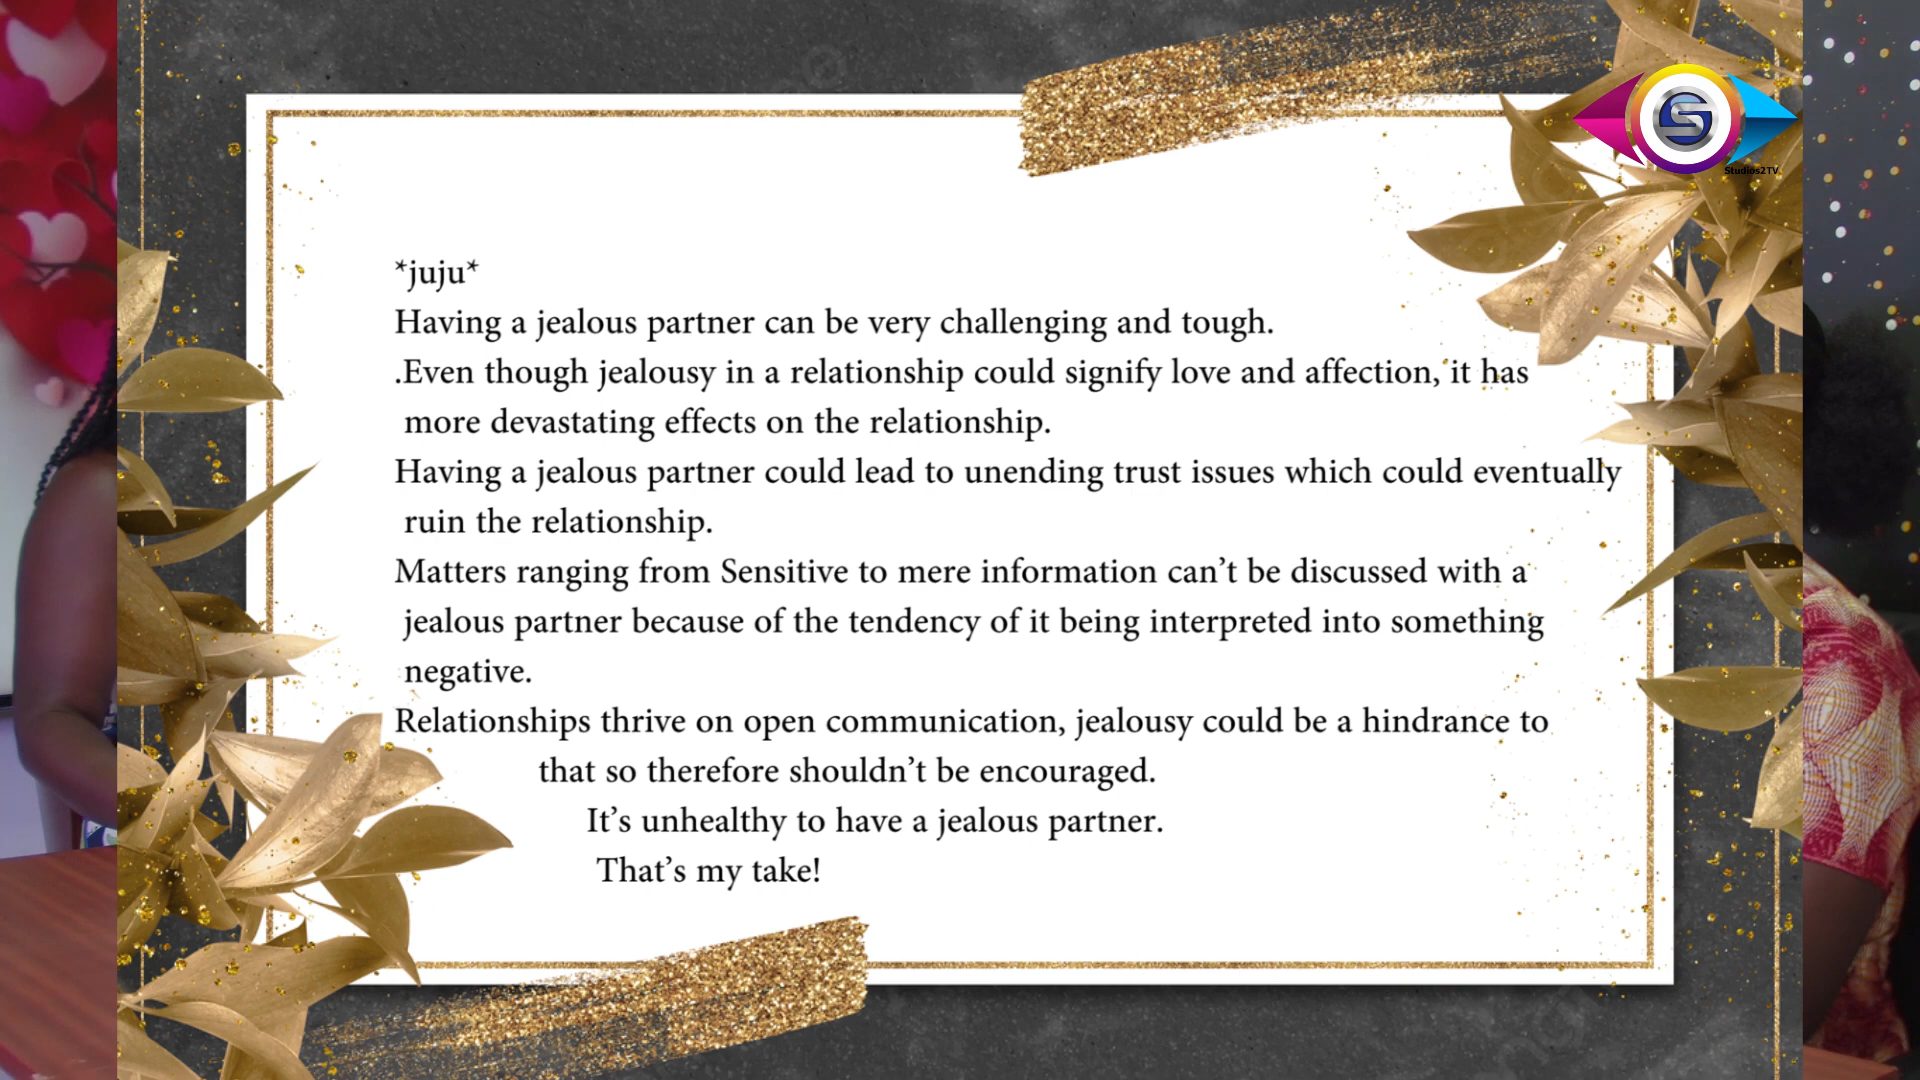 *juju*
Having a jealous partner can be very challenging and tough.
.Even though jealousy in a relationship could signify love and affection, it has
more devastating effects on the relationship.
Having a jealous partner could lead to unending trust issues which could eventually
ruin the relationship.
Matters ranging from Sensitive to mere information can’t be discussed with a
jealous partner because of the tendency of it being interpreted into something
negative.
Relationships thrive on open communication, jealousy could be a hindrance to
that so therefore shouldn’t be encouraged.
It’s unhealthy to have a jealous partner.
That’s my take!
S
Studios2TV